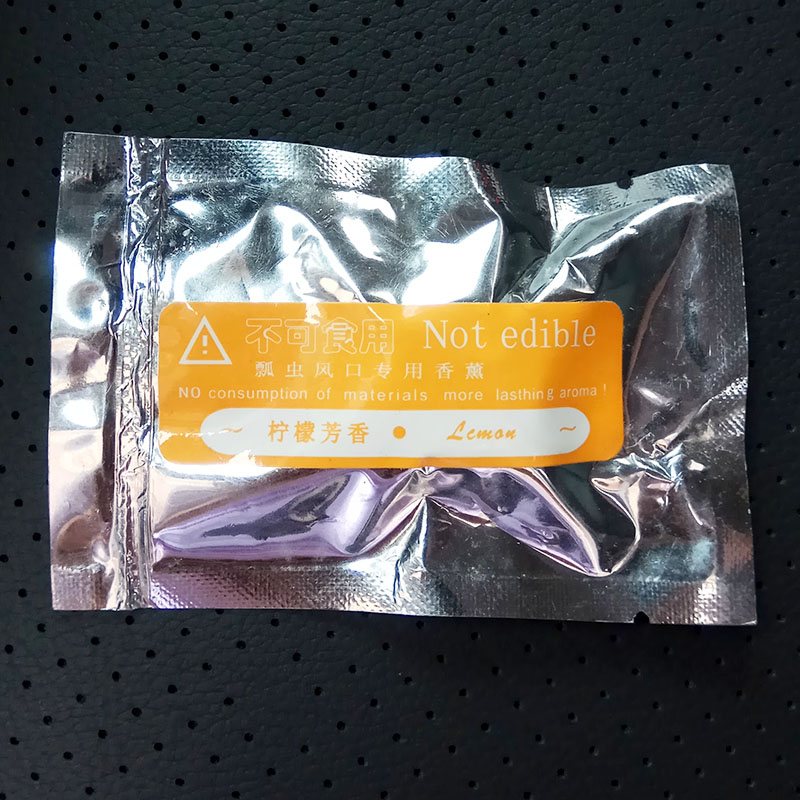 不可食用 Not edible
瓢虫风口专用香薰
NO consumption of materials more lasthing aroma!
~ 柠檬芳香 • Lemon ~